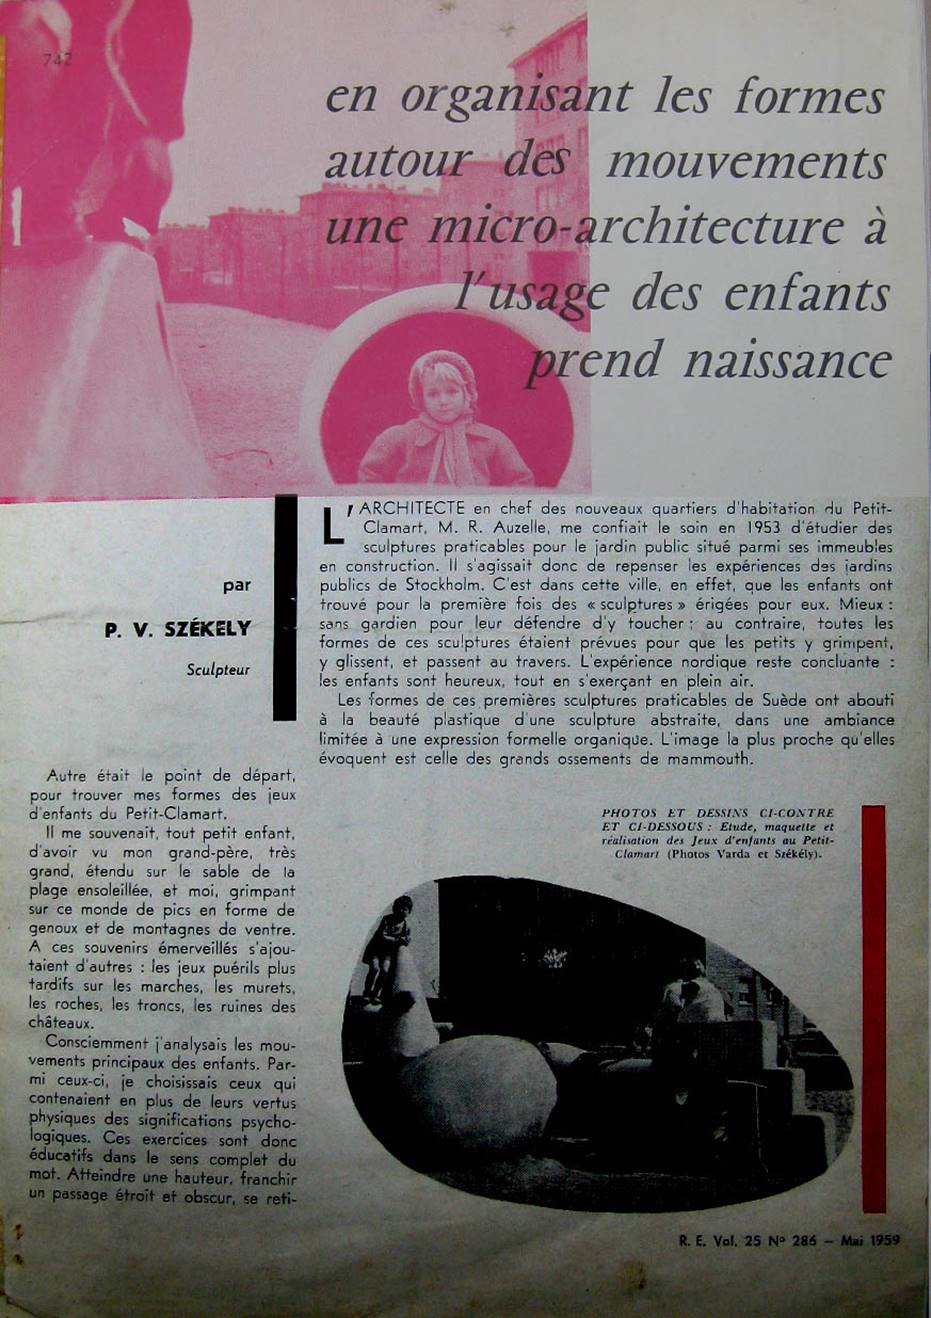 742
en organisant les formes
autour des mouvements
une micro-architecture à
l'usage des enfants
prend naissance
par
P. V. SZÉKELY
Sculpteur
L'ARCHITECTE en chef des nouveaux quartiers d'habitation du Petit-
Clamart, M. R. Auzelle, me confiait le soin en 1953 d'étudier des
sculptures praticables pour le jardin public situé parmi ses immeubles
en construction. Il s'agissait donc de repenser les expériences des jardins
publics de Stockholm. C'est dans cette ville, en effet, que les enfants ont
trouvé pour la première fois des « sculptures » érigées pour eux. Mieux :
sans gardien pour leur défendre d'y toucher ; au contraire, toutes les
formes de ces sculptures étaient prévues pour que les petits y grimpent,
y glissent, et passent au travers. L'expérience nordique reste concluante :
les enfants sont heureux, tout en s'exerçant en plein air.
Les formes de ces premières sculptures praticables de Suède ont abouti
à la beauté plastique d'une sculpture abstraite, dans une ambiance
limitée à une expression formelle organique. L'image la plus proche qu'elles
évoquent est celle des grands ossements de mammouth.
Autre était le point de départ,
pour trouver mes formes des jeux
d'enfants du Petit-Clamart.
Il me souvenait, tout petit enfant,
d'avoir vu mon grand-père, très
grand, étendu sur le sable de la
plage ensoleillée, et moi, grimpant
sur ce monde de pics en forme de
genoux et de montagnes de ventre.
A ces souvenirs émerveillés s'ajou-
taient d'autres : les jeux puérils plus
tardifs sur les marches, les murets,
les roches, les troncs, les ruines des
châteaux.
Consciemment j'analysais les mou-
vements principaux des enfants. Par-
mi ceux-ci, je choisissais ceux qui
contenaient en plus de leurs vertus
physiques des significations psycho-
logiques. Ces exercices sont donc
éducatifs dans le sens complet du
mot. Atteindre une hauteur, franchir
un passage étroit et obscur, se reti-
PHOTOS ET DESSINS CI-CONTRE
ET CI-DESSOUS : Etude, maquette et
réalisation des Jeux d'enfants au Petit-
Clamart (Photos Varda et Székély).
R. E. Vol. 25 N° 286 – Mai 1959